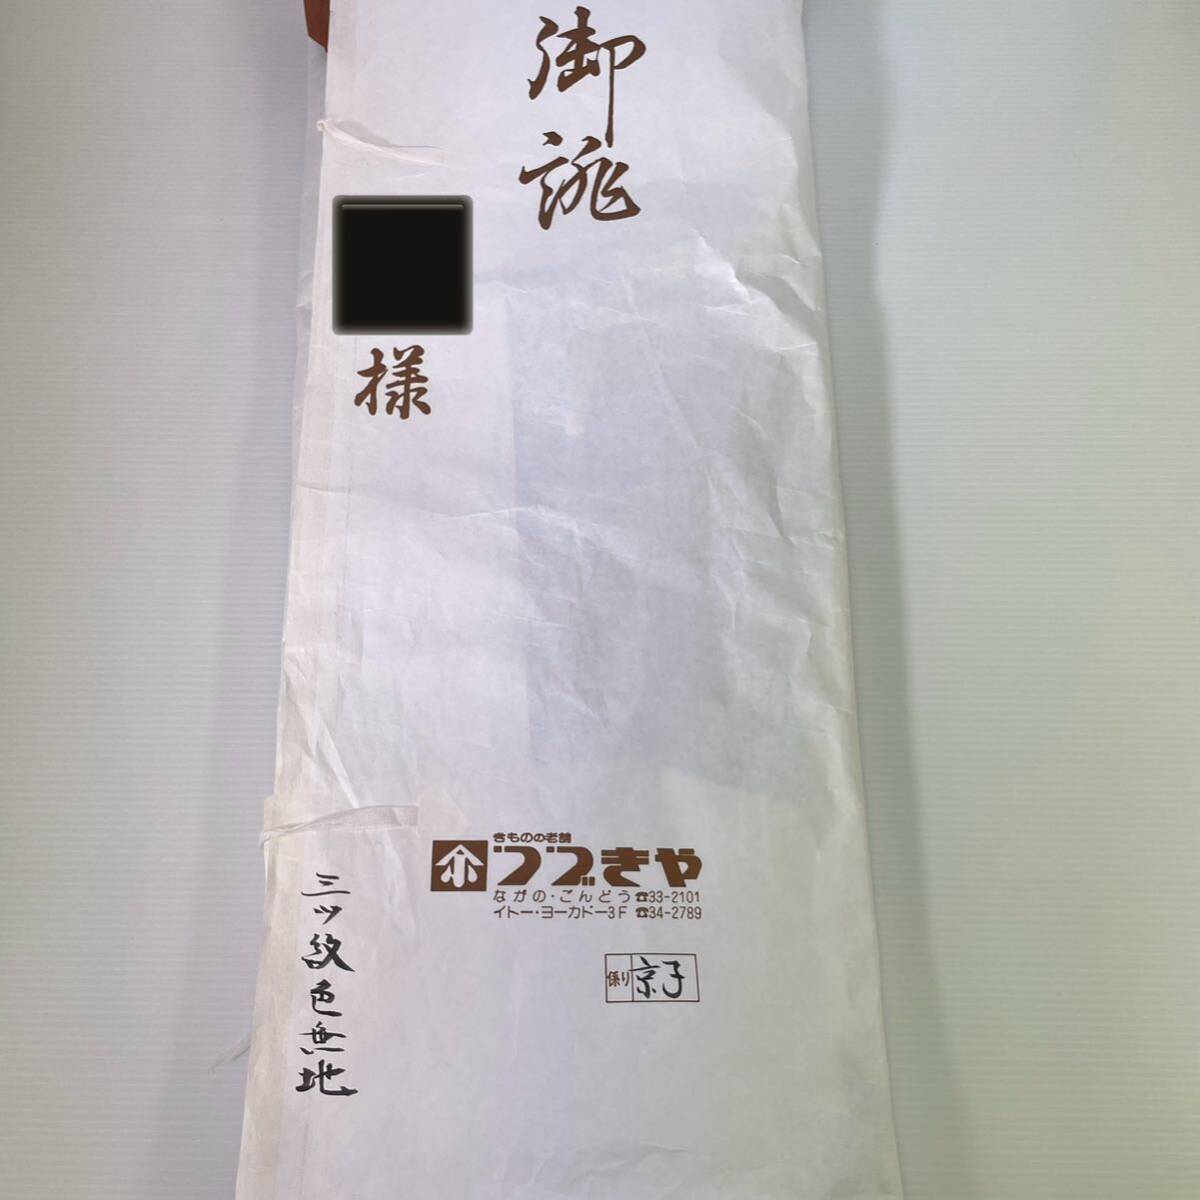 御誂
様
きものの老舗
つづきや
ながの・ごんどう☎33-2101
イトー・ヨーカドー3F ☎34-2789
係り 京子
三ッ紋色無地